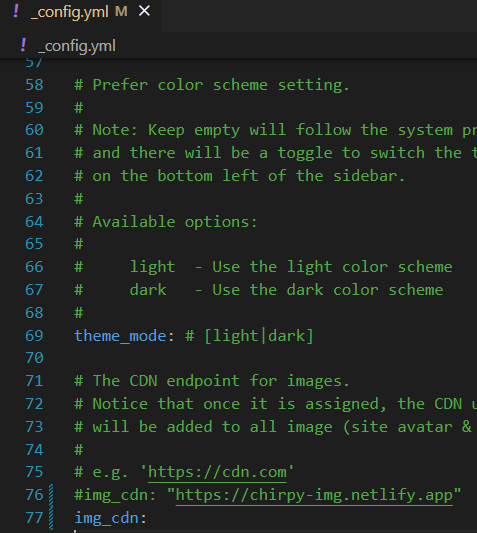 ! _config.yml M ×
! _config.yml
57
58 # Prefer color scheme setting.
59 #
60 # Note: Keep empty will follow the system pr
61 # and there will be a toggle to switch the t
62 # on the bottom left of the sidebar.
63 #
64 # Available options:
65 #
66 #     light  - Use the light color scheme
67 #     dark   - Use the dark color scheme
68 #
69 theme_mode: # [light|dark]
70
71 # The CDN endpoint for images.
72 # Notice that once it is assigned, the CDN u
73 # will be added to all image (site avatar &
74 #
75 # e.g. 'https://cdn.com'
76 #img_cdn: "https://chirpy-img.netlify.app"
77 img_cdn: